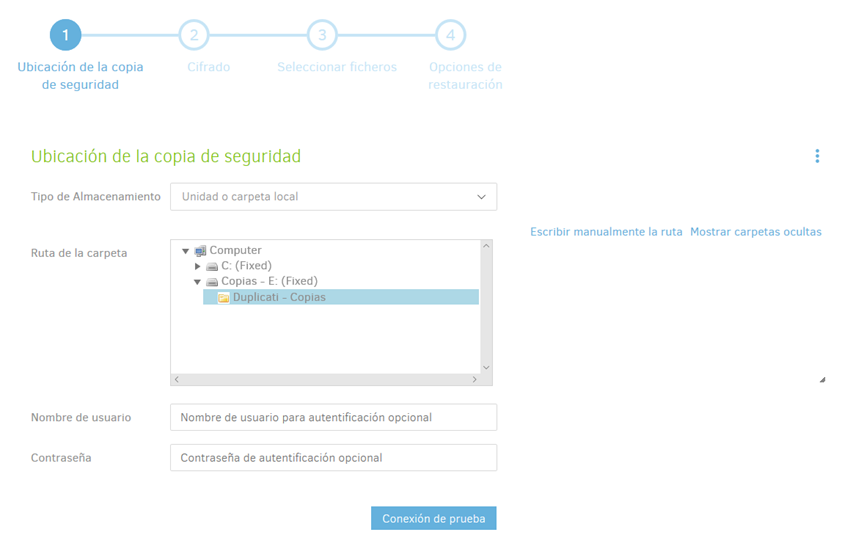 1
2
3
4
Ubicación de la copia
de seguridad
Cifrado
Seleccionar ficheros
Opciones de
restauración
Ubicación de la copia de seguridad
Tipo de Almacenamiento
Unidad o carpeta local
Escribir manualmente la ruta
Mostrar carpetas ocultas
Ruta de la carpeta
Computer
C: (Fixed)
Copias - E: (Fixed)
Duplicati - Copias
Nombre de usuario
Nombre de usuario para autentificación opcional
Contraseña
Contraseña de autentificación opcional
Conexión de prueba